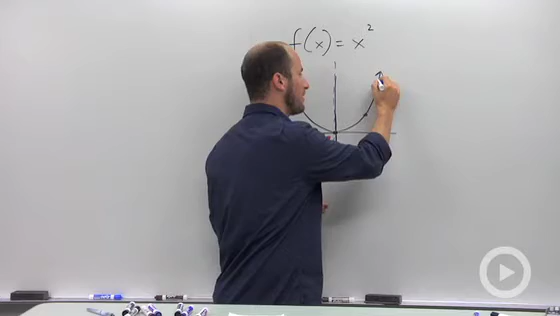 f(x) = x²